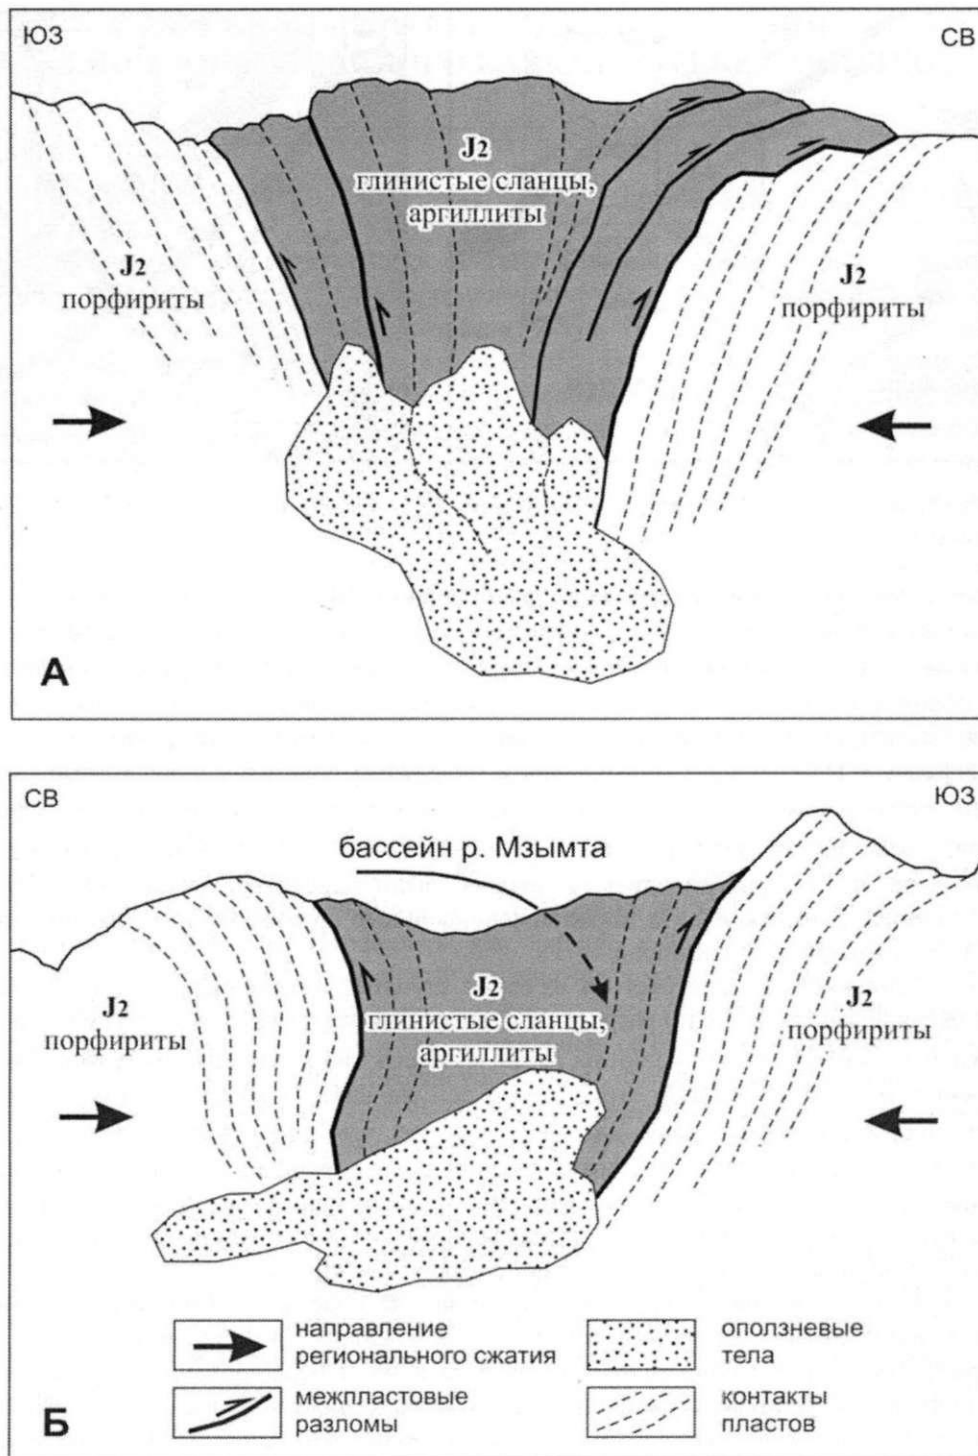 ЮЗ
СВ
J2
глинистые сланцы,
аргиллиты
J2
порфириты
J2
порфириты
А
СВ
ЮЗ
бассейн р. Мзымта
J2
порфириты
J2
глинистые сланцы,
аргиллиты
J2
порфириты
направление
регионального сжатия
оползневые
тела
межпластовые
разломы
контакты
пластов
Б